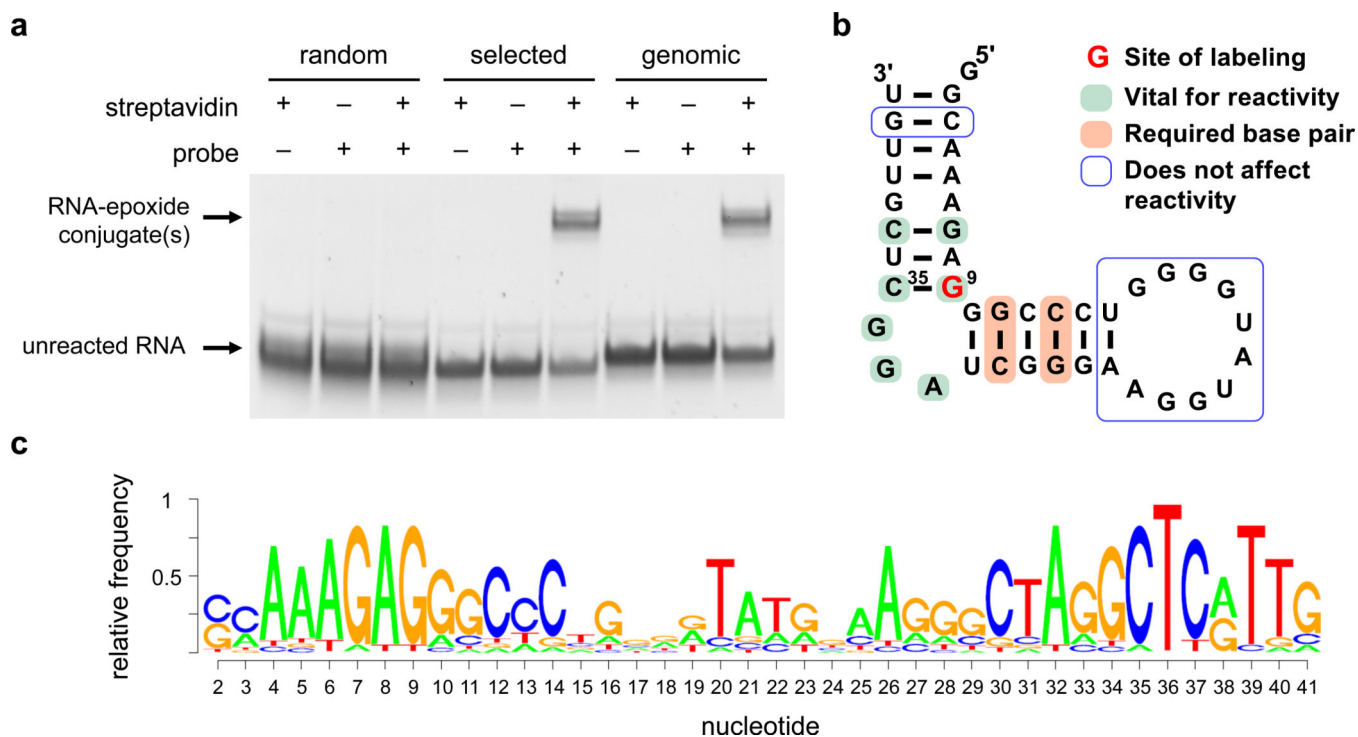 a
random selected genomic
streptavidin + – + + – + + – +
probe – + + – + + – + +
RNA-epoxide
conjugate(s)
unreacted RNA
b
3' G 5'
U G
G C
U A
U A
G A
C G
U A
C 35 G 9
G G C C C U
G G G G U A U G G A
U C G G G A
G
G
A
G Site of labeling
Vital for reactivity
Required base pair
Does not affect
reactivity
c
relative frequency
1
0.5
C C A A A G A G G G C C C T G G G G T A T G G A A G G G C T A G G C T C A T T G
2 3 4 5 6 7 8 9 10 11 12 13 14 15 16 17 18 19 20 21 22 23 24 25 26 27 28 29 30 31 32 33 34 35 36 37 38 39 40 41
nucleotide